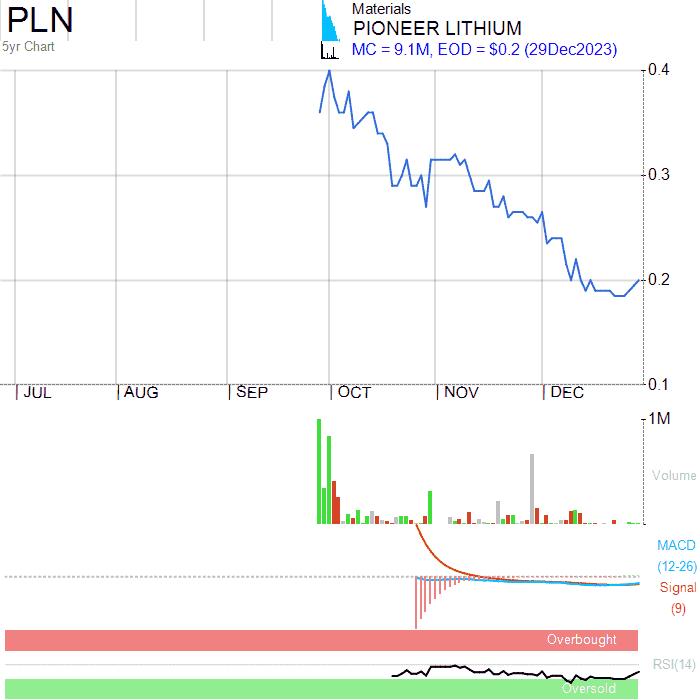 PLN
5yr Chart
Materials
PIONEER LITHIUM
MC = 9.1M, EOD = $0.2 (29Dec2023)
0.4
0.3
0.2
0.1
JUL AUG SEP OCT NOV DEC
1M
Volume
MACD
(12-26)
Signal
(9)
Overbought
RSI(14)
Oversold